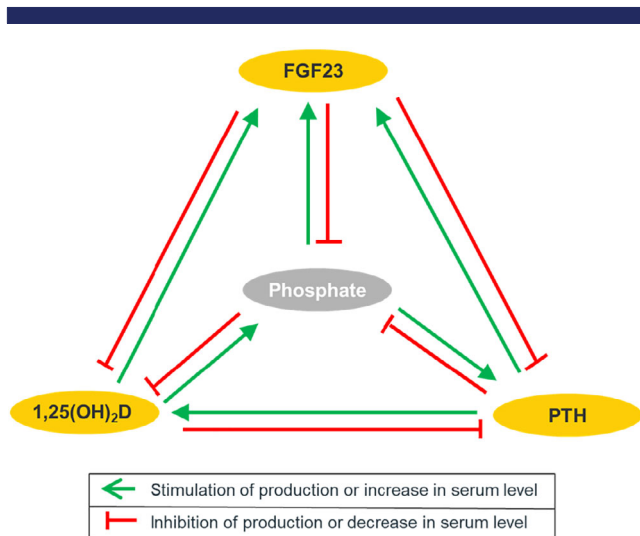 FGF23
Phosphate
1,25(OH)₂D
PTH
Stimulation of production or increase in serum level
Inhibition of production or decrease in serum level